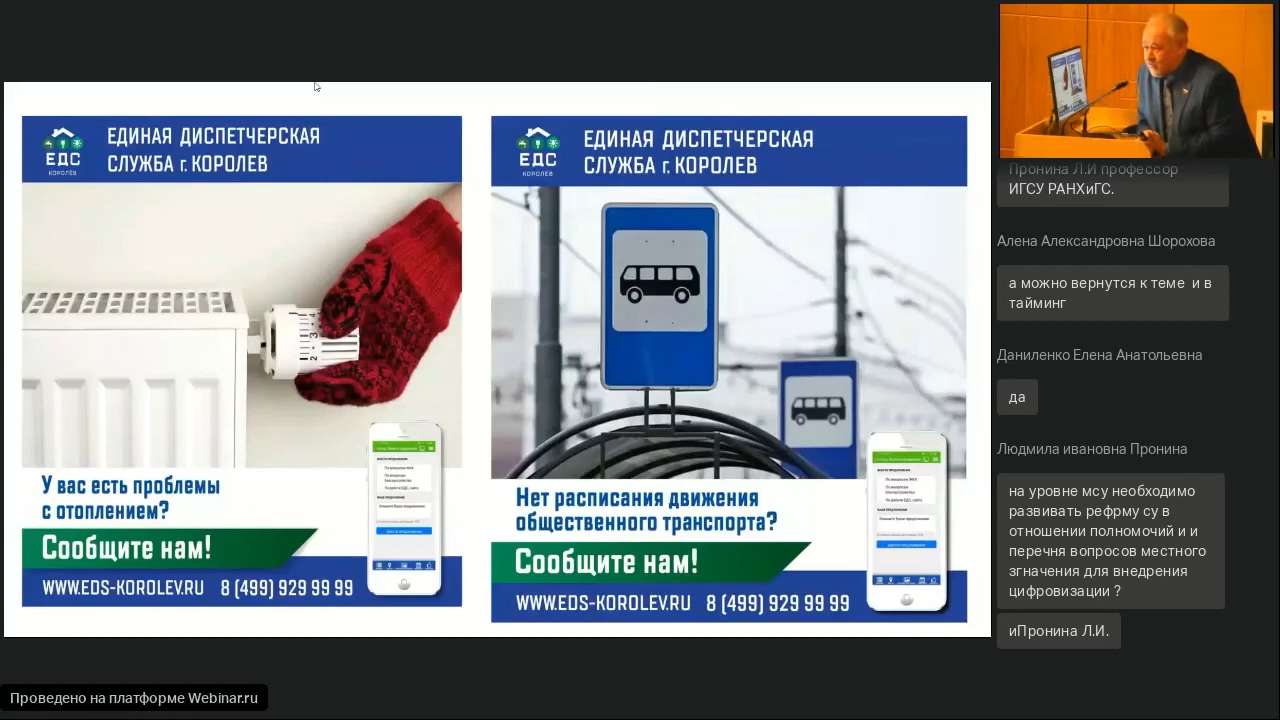 ЕДС
КОРОЛЁВ
ЕДИНАЯ ДИСПЕТЧЕРСКАЯ
СЛУЖБА г. КОРОЛЕВ
У вас есть проблемы
с отоплением?
Сообщите нам!
WWW.EDS-KOROLEV.RU 8 (499) 929 99 99
ЕДС
КОРОЛЁВ
ЕДИНАЯ ДИСПЕТЧЕРСКАЯ
СЛУЖБА г. КОРОЛЕВ
Нет расписания движения
общественного транспорта?
Сообщите нам!
WWW.EDS-KOROLEV.RU 8 (499) 929 99 99
Пронина Л.И профессор
ИГСУ РАНХиГС.
Алена Александровна Шорохова
а можно вернутся к теме и в
тайминг
Даниленко Елена Анатольевна
да
Людмила ивановна Пронина
на уровне мсу необходимо
развивать рефрму су в
отношении полномочий и и
перечня вопросов местного
згначения для внедрения
цифровизации ?
иПронина Л.И.
Проведено на платформе Webinar.ru